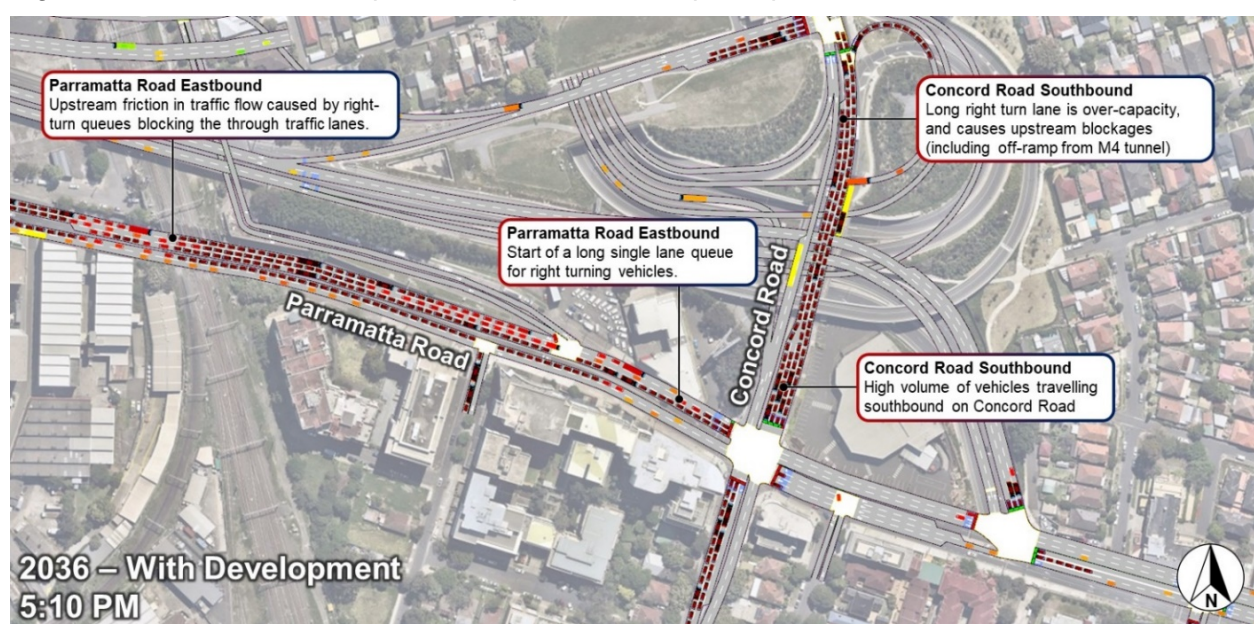 Parramatta Road Eastbound
Upstream friction in traffic flow caused by right-
turn queues blocking the through traffic lanes.
Concord Road Southbound
Long right turn lane is over-capacity,
and causes upstream blockages
(including off-ramp from M4 tunnel)
Parramatta Road Eastbound
Start of a long single lane queue
for right turning vehicles.
Concord Road
Parramatta Road
Concord Road Southbound
High volume of vehicles travelling
southbound on Concord Road
2036 – With Development
5:10 PM
N